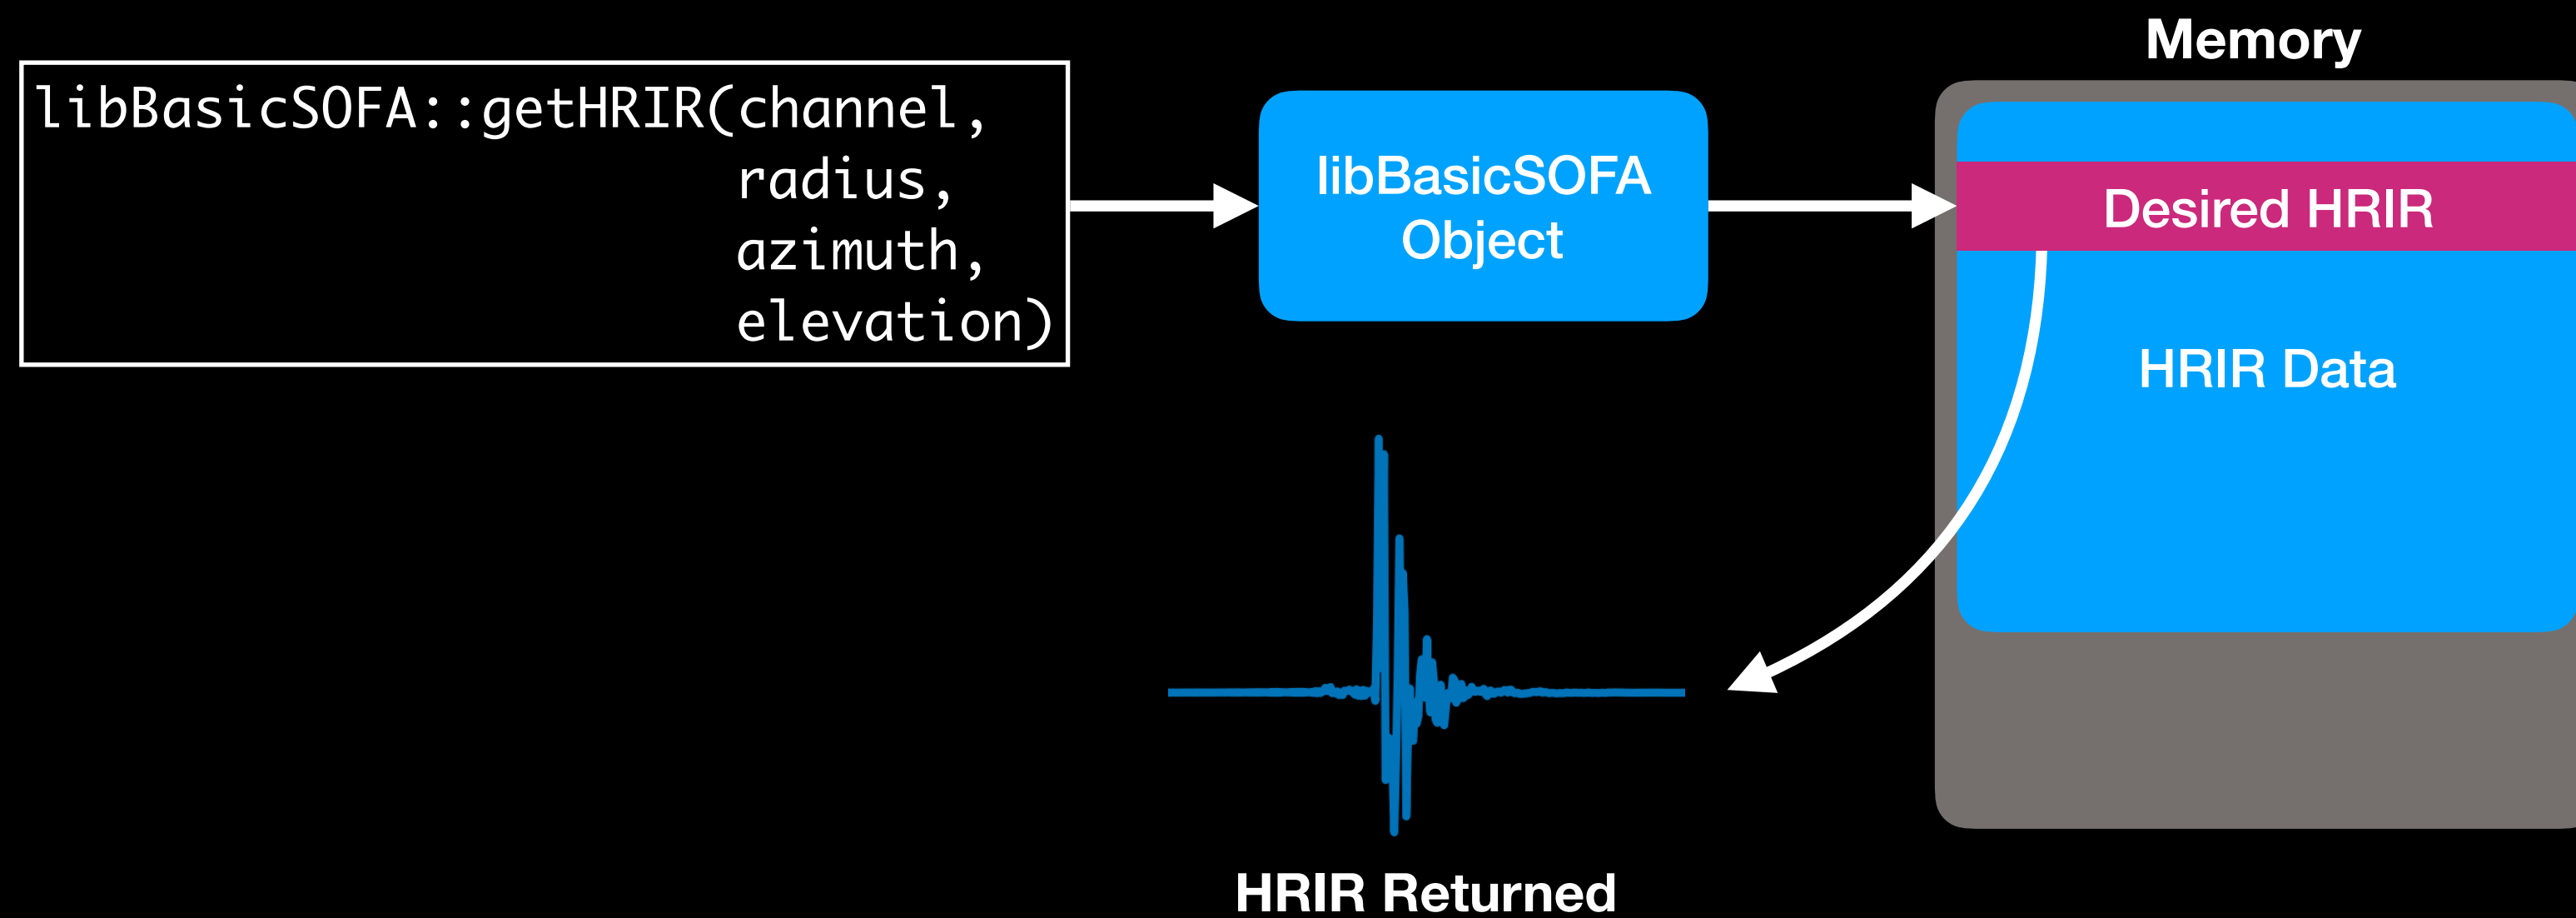 libBasicSOFA::getHRIR(channel,
radius,
azimuth,
elevation)
libBasicSOFA
Object
Memory
Desired HRIR
HRIR Data
HRIR Returned